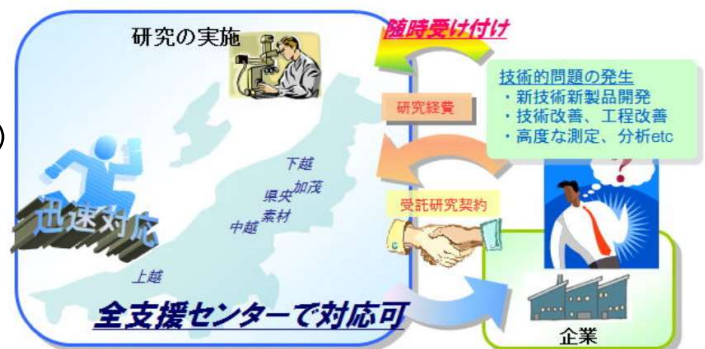 研究の実施
随時受け付け
技術的問題の発生
・新技術新製品開発
・技術改善、工程改善
・高度な測定、分析etc
研究経費
)
下越
加茂
県央
素材
中越
上越
迅速対応
受託研究契約
?
全支援センターで対応可
企業